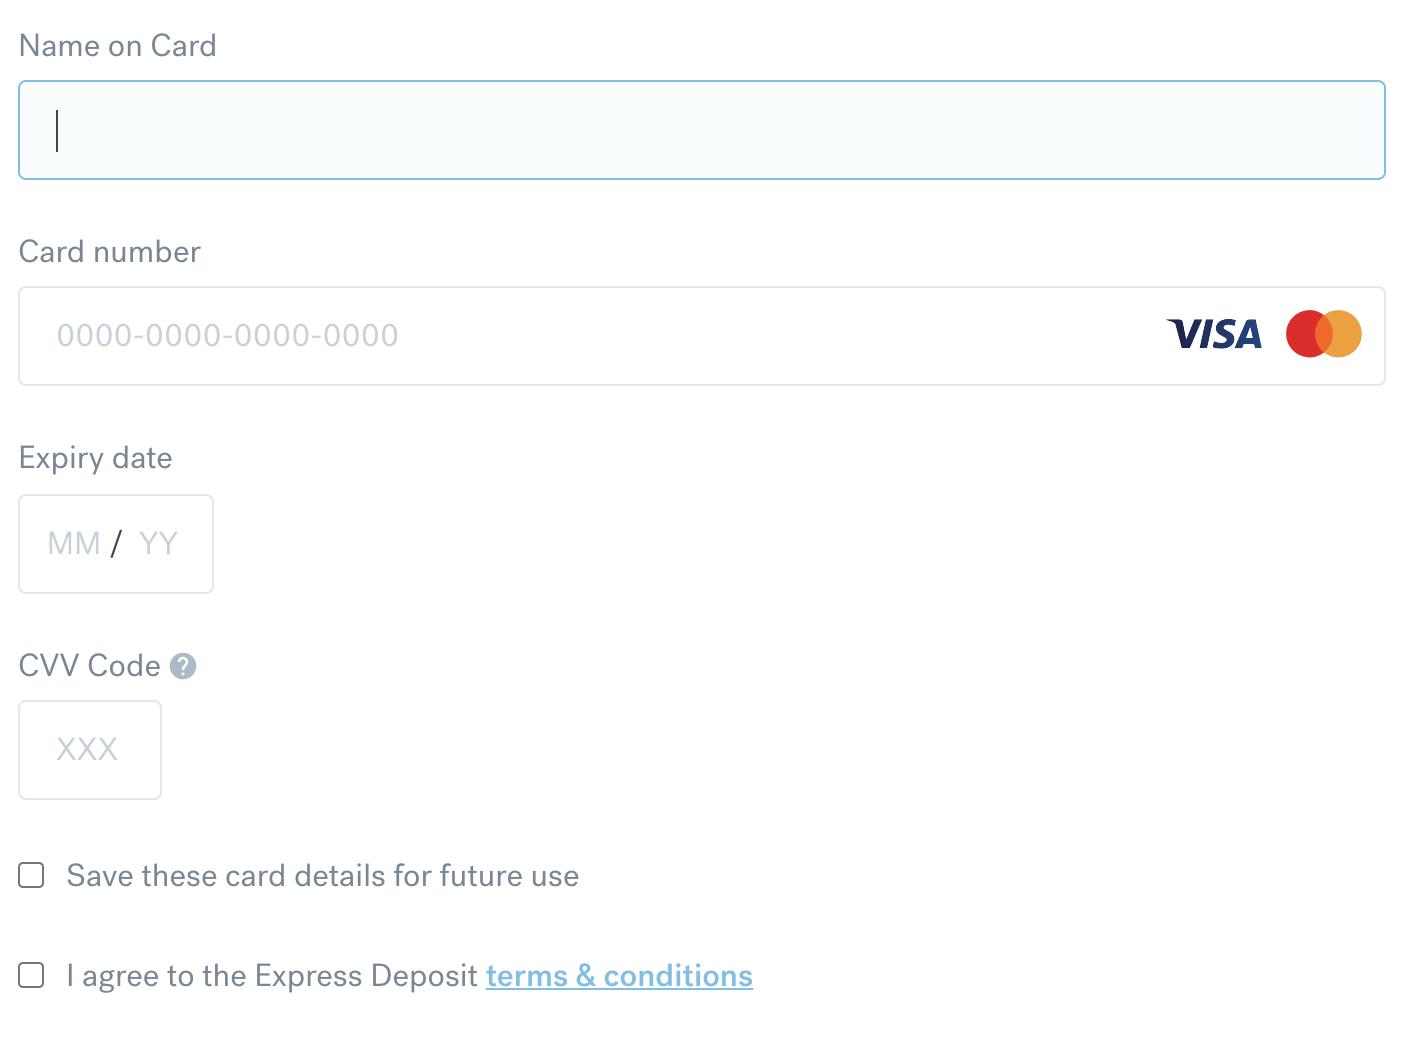 Name on Card
Card number
0000-0000-0000-0000 VISA
Expiry date
MM / YY
CVV Code ?
XXX
Save these card details for future use
I agree to the Express Deposit terms & conditions